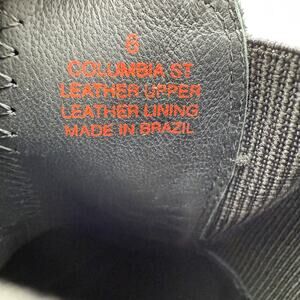 6
COLUMBIA ST
LEATHER UPPER
LEATHER LINING
MADE IN BRAZIL